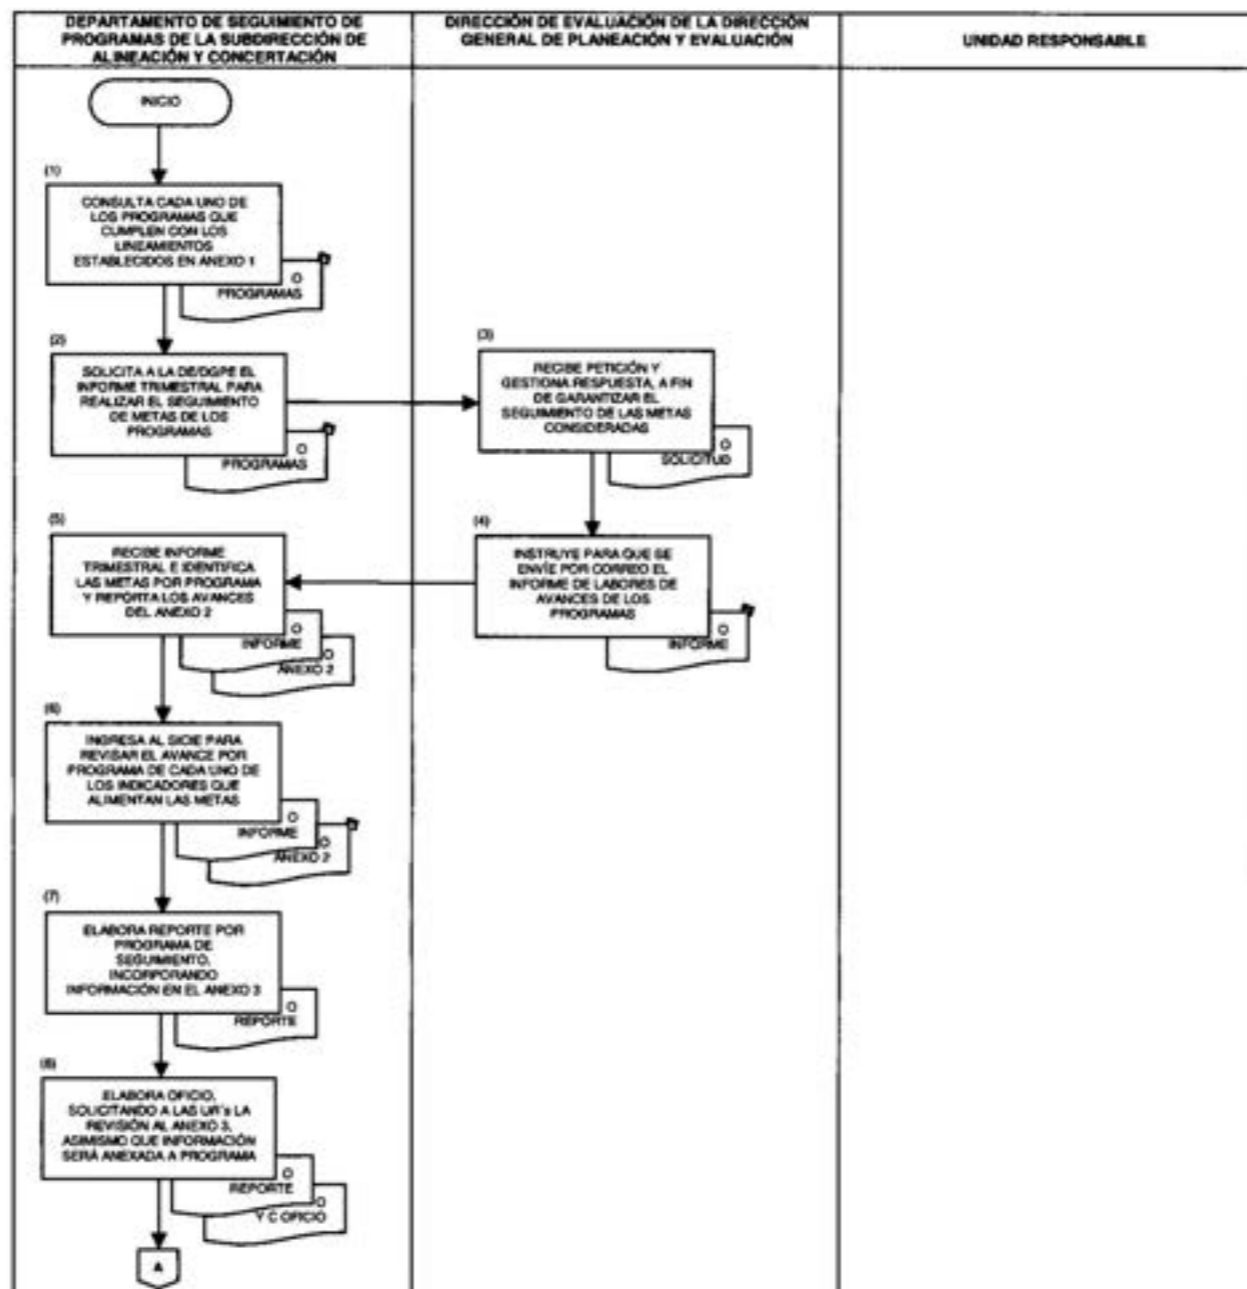 DEPARTAMENTO DE SEGUIMIENTO DE
PROGRAMAS DE LA SUBDIRECCIÓN DE
ALINEACIÓN Y CONCERTACIÓN
DIRECCIÓN DE EVALUACIÓN DE LA DIRECCIÓN
GENERAL DE PLANEACIÓN Y EVALUACIÓN
UNIDAD RESPONSABLE
INICIO
(1)
CONSULTA CADA UNO DE
LOS PROGRAMAS QUE
CUMPLEN CON LOS
LINEAMIENTOS
ESTABLECIDOS EN ANEXO 1
O
PROGRAMAS
(2)
SOLICITA A LA DE/DGPE EL
INFORME TRIMESTRAL PARA
REALIZAR EL SEGUIMIENTO
DE METAS DE LOS
PROGRAMAS
O
PROGRAMAS
(3)
RECIBE PETICIÓN Y
GESTIONA RESPUESTA, A FIN
DE GARANTIZAR EL
SEGUIMIENTO DE LAS METAS
CONSIDERADAS
O
SOLICITUD
(4)
INSTRUYE PARA QUE SE
ENVÍE POR CORREO EL
INFORME DE LABORES DE
AVANCES DE LOS
PROGRAMAS
O
INFORME
(5)
RECIBE INFORME
TRIMESTRAL E IDENTIFICA
LAS METAS POR PROGRAMA
Y REPORTA LOS AVANCES
DEL ANEXO 2
O
INFORME
O
ANEXO 2
(6)
INGRESA AL SICIE PARA
REVISAR EL AVANCE POR
PROGRAMA DE CADA UNO DE
LOS INDICADORES QUE
ALIMENTAN LAS METAS
O
INFORME
O
ANEXO 2
(7)
ELABORA REPORTE POR
PROGRAMA DE
SEGUIMIENTO,
INCORPORANDO
INFORMACIÓN EN EL ANEXO 3
O
REPORTE
(8)
ELABORA OFICIO,
SOLICITANDO A LAS UR´s LA
REVISIÓN AL ANEXO 3,
ASIMISMO QUE INFORMACIÓN
SERÁ ANEXADA A PROGRAMA
O
REPORTE
O
Y C OFICIO
A